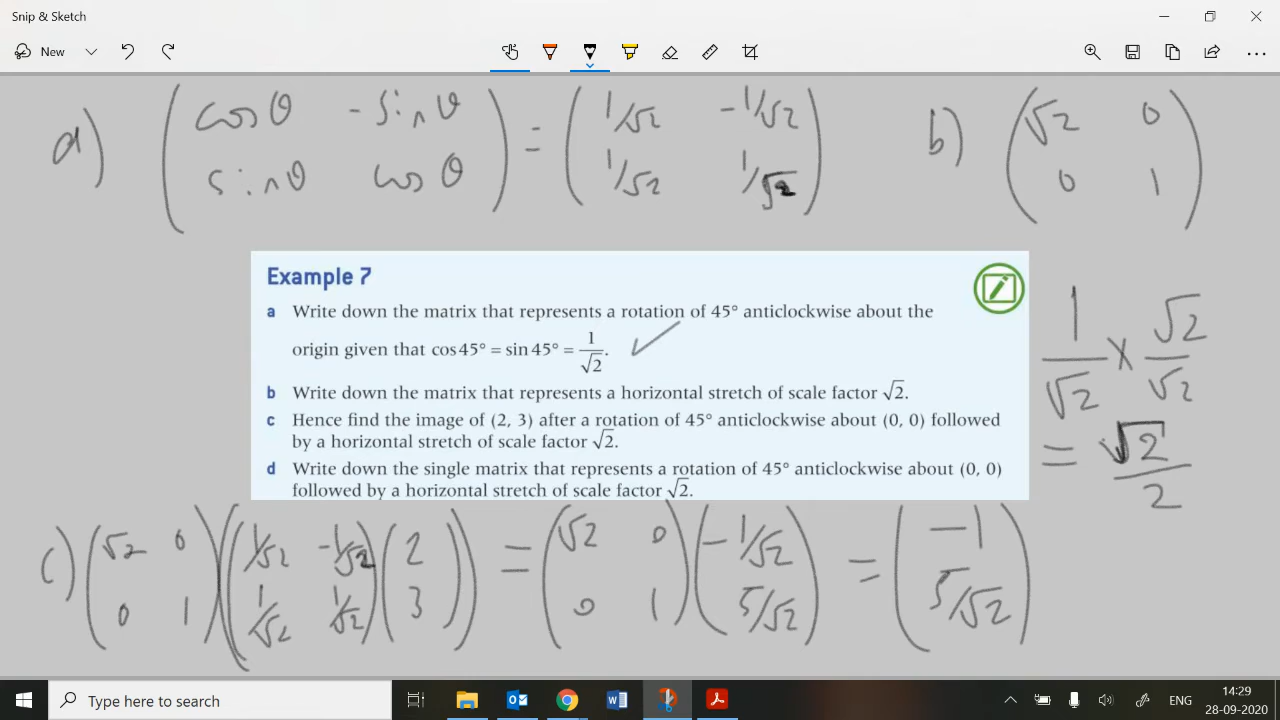 Snip & Sketch
New
a) (cosθ -sinθ) = (1/√2 -1/√2) b) (√2 0)
(sinθ cosθ) (1/√2 1/√2) (0 1)
Example 7
a Write down the matrix that represents a rotation of 45° anticlockwise about the
origin given that cos 45° = sin 45° = 1/√2.
b Write down the matrix that represents a horizontal stretch of scale factor √2.
c Hence find the image of (2, 3) after a rotation of 45° anticlockwise about (0, 0) followed
by a horizontal stretch of scale factor √2.
d Write down the single matrix that represents a rotation of 45° anticlockwise about (0, 0)
followed by a horizontal stretch of scale factor √2.
1/√2 × √2/√2
= √2/2
c) (√2 0) (1/√2 -1/√2) (2) = (√2 0) (-1/√2) = (-1)
(0 1) (1/√2 1/√2) (3) (0 1) (5/√2) (5/√2)
Type here to search
ENG
14:29
28-09-2020